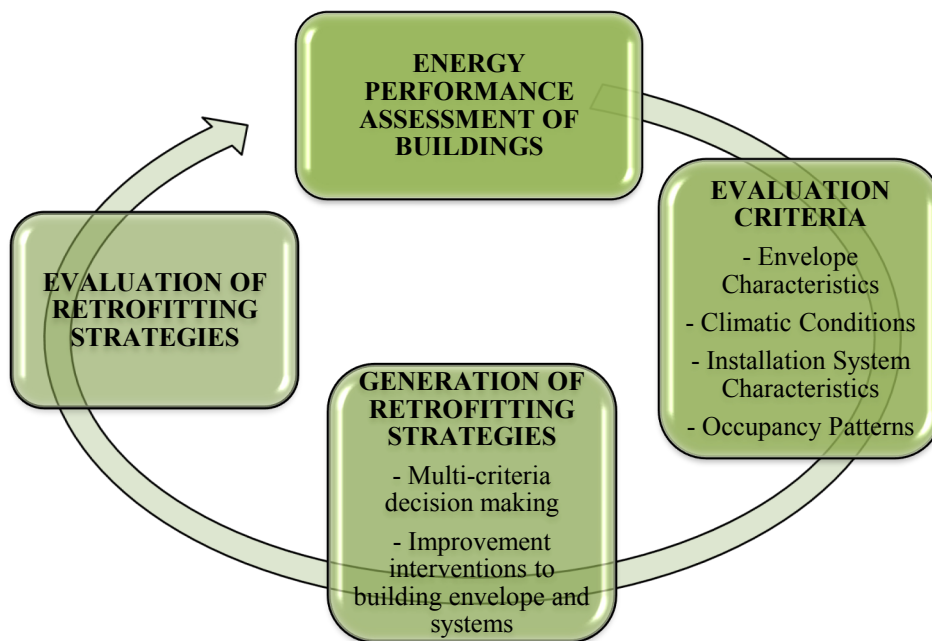 ENERGY
PERFORMANCE
ASSESSMENT OF
BUILDINGS
EVALUATION
CRITERIA
- Envelope
Characteristics
- Climatic Conditions
- Installation System
Characteristics
- Occupancy Patterns
GENERATION OF
RETROFITTING
STRATEGIES
- Multi-criteria
decision making
- Improvement
interventions to
building envelope and
systems
EVALUATION OF
RETROFITTING
STRATEGIES